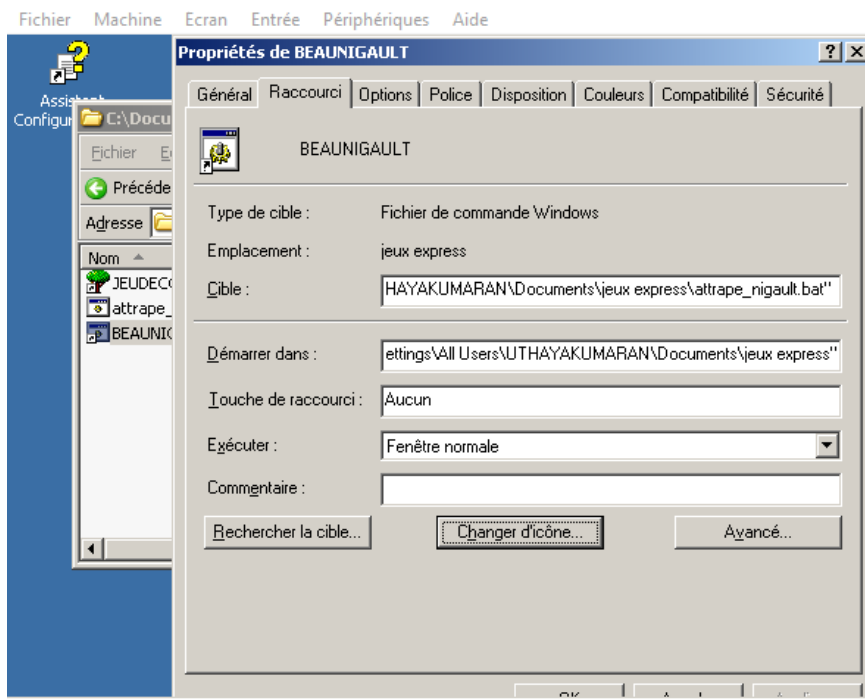 Fichier Machine Ecran Entrée Périphériques Aide
Propriétés de BEAUNIGAULT
Général Raccourci Options Police Disposition Couleurs Compatibilité Sécurité
BEAUNIGAULT
Type de cible : Fichier de commande Windows
Emplacement : jeux express
Cible : HAYAKUMARAN\Documents\jeux express\attrape_nigault.bat"
Démarrer dans : ettings\All Users\UTHAYAKUMARAN\Documents\jeux express"
Touche de raccourci : Aucun
Exécuter : Fenêtre normale
Commentaire :
Rechercher la cible... Changer d'icône... Avancé...
C:\Docu
Fichier
Précéde
Adresse
Nom
JEUDEC
attrape_
BEAUNIG